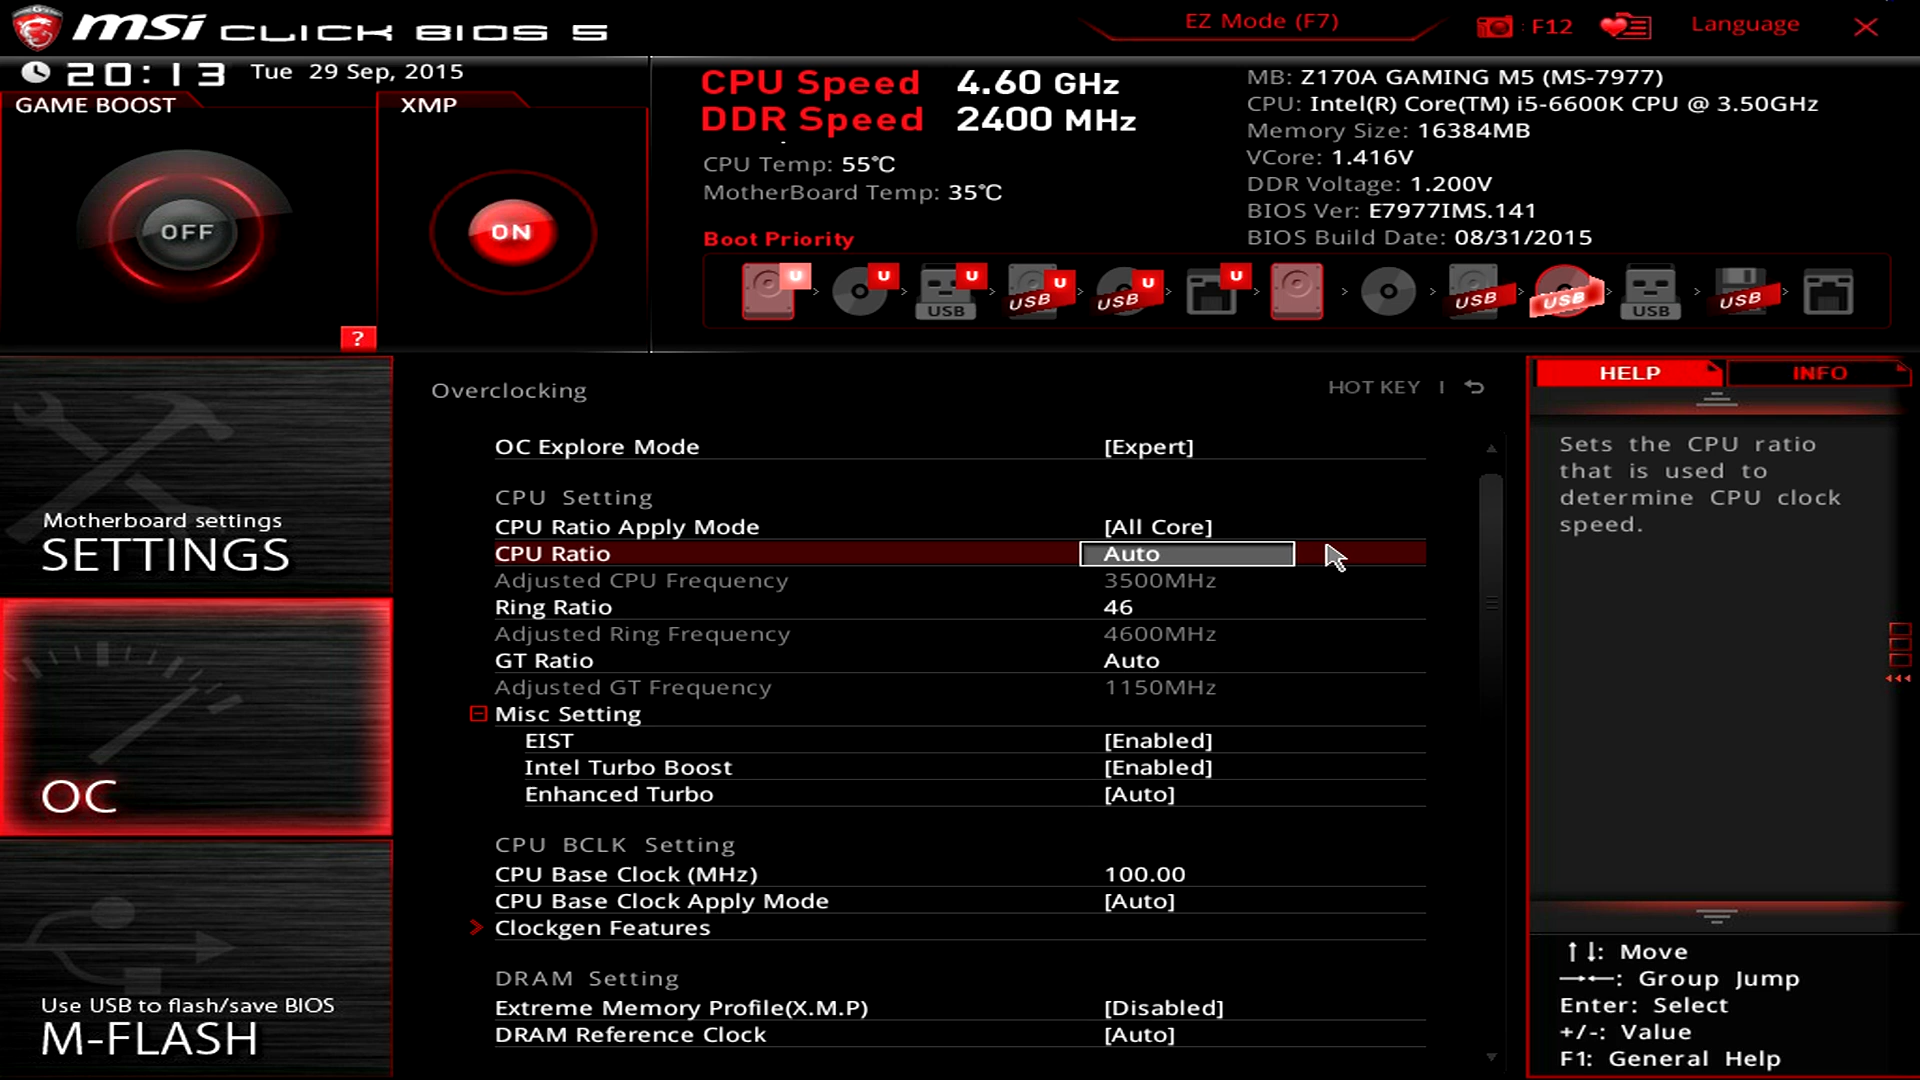 msi CLICK BIOS 5
EZ Mode (F7)
: F12
Language
20:13 Tue 29 Sep, 2015
GAME BOOST
OFF
?
XMP
ON
CPU Speed 4.60 GHz
DDR Speed 2400 MHz
CPU Temp: 55℃
MotherBoard Temp: 35℃
MB: Z170A GAMING M5 (MS-7977)
CPU: Intel(R) Core(TM) i5-6600K CPU @ 3.50GHz
Memory Size: 16384MB
VCore: 1.416V
DDR Voltage: 1.200V
BIOS Ver: E7977IMS.141
BIOS Build Date: 08/31/2015
Boot Priority
U U U USB U USB U USB U USB USB USB USB
Motherboard settings
SETTINGS
OC
Use USB to flash/save BIOS
M-FLASH
Overclocking
HOT KEY |
OC Explore Mode [Expert]
CPU Setting
CPU Ratio Apply Mode [All Core]
CPU Ratio Auto
Adjusted CPU Frequency 3500MHz
Ring Ratio 46
Adjusted Ring Frequency 4600MHz
GT Ratio Auto
Adjusted GT Frequency 1150MHz
Misc Setting
EIST [Enabled]
Intel Turbo Boost [Enabled]
Enhanced Turbo [Auto]
CPU BCLK Setting
CPU Base Clock (MHz) 100.00
CPU Base Clock Apply Mode [Auto]
> Clockgen Features
DRAM Setting
Extreme Memory Profile(X.M.P) [Disabled]
DRAM Reference Clock [Auto]
HELP
INFO
Sets the CPU ratio
that is used to
determine CPU clock
speed.
↑↓: Move
→←: Group Jump
Enter: Select
+/-: Value
F1: General Help